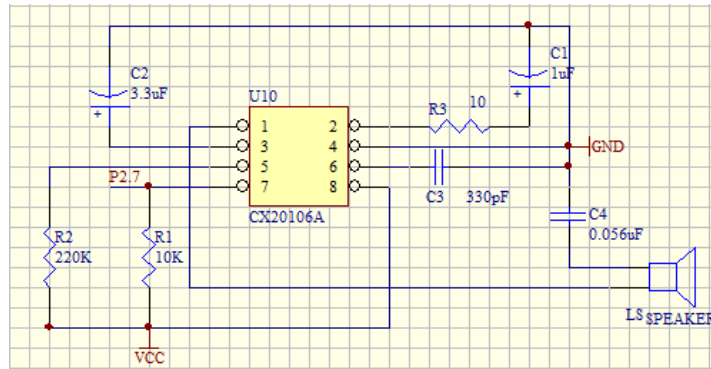 C1
1uF
C2
3.3uF
U10
R3
10
1
2
3
4
GND
5
6
P2.7
7
8
C3
330pF
CX20106A
C4
0.056uF
R2
220K
R1
10K
LS
SPEAKER
VCC